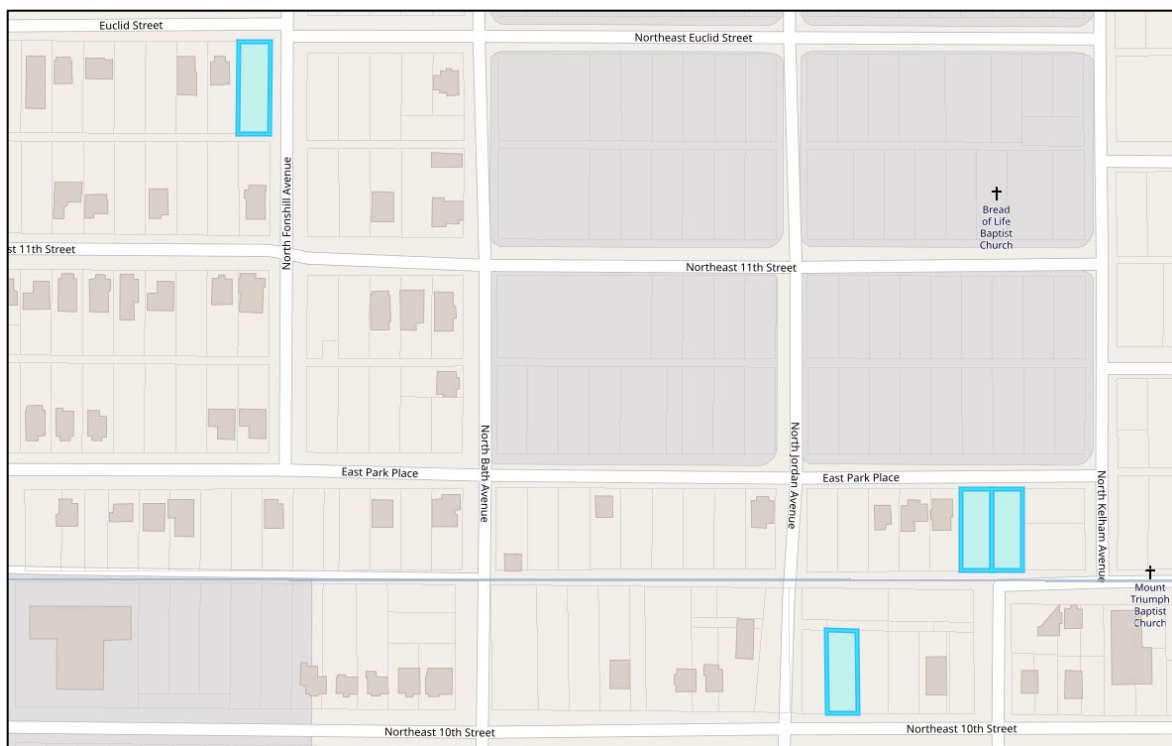 Euclid Street
Northeast Euclid Street
North Fonshill Avenue
Bread
of Life
Baptist
Church
st 11th Street
Northeast 11th Street
North Bath Avenue
North Jordan Avenue
East Park Place
East Park Place
North Kelham Avenue
Mount
Triumph
Baptist
Church
Northeast 10th Street
Northeast 10th Street